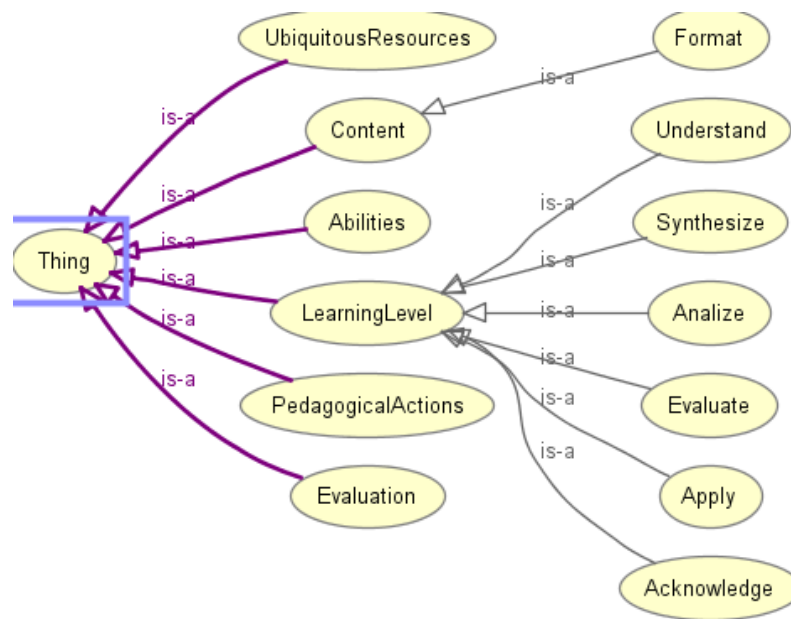 UbiquitousResources
Format
is-a
is-a
Content
Understand
is-a
Abilities
is-a
Synthesize
is-a
is-a
Thing
is-a
LearningLevel
is-a
Analize
is-a
is-a
PedagogicalActions
is-a
Evaluate
is-a
is-a
Evaluation
Apply
Acknowledge